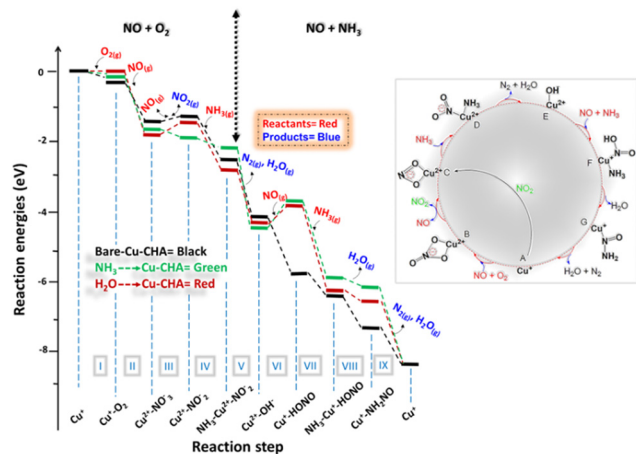 NO + O2
NO + NH3
O2(g)
NO(g)
NO(g)
NO2(g)
NH3(g)
Reactants= Red
Products= Blue
N2(g), H2O(g)
NO(g)
NH3(g)
H2O(g)
N2(g), H2O(g)
Bare-Cu-CHA= Black
NH3 Cu-CHA= Green
H2O Cu-CHA= Red
Reaction energies (eV)
0
-2
-4
-6
-8
I II III IV V VI VII VIII IX
Cu+
Cu+-O2
Cu2+-NO-3
Cu2+-NO-2
NH3-Cu2+-NO-2
Cu2+-OH-
Cu+-HONO
NH3-Cu+-HONO
Cu+-NH2NO
Cu+
Reaction step
N2 + H2O
OH
Cu2+
E
NO + NH3
O
N
NH3
Cu2+
D
NH3
F
Cu+
N
O
OH
NH3
N
O
O
Cu2+
C
NO2
NO2
NO
H2O
G
Cu+
N
O
NH2
B
Cu2+
O
N
O
NO + O2
A
Cu+
H2O + N2